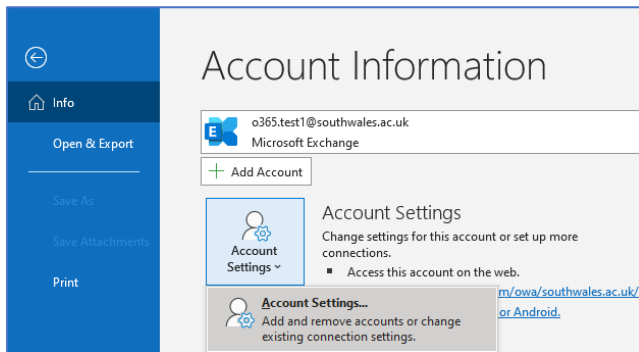 Account Information
Info
o365.test1@southwales.ac.uk
Microsoft Exchange
Open & Export
Add Account
Save As
Save Attachments
Print
Account Settings
Account Settings
Change settings for this account or set up more
connections.
Access this account on the web.
m/owa/southwales.ac.uk/
or Android.
Account Settings...
Add and remove accounts or change
existing connection settings.